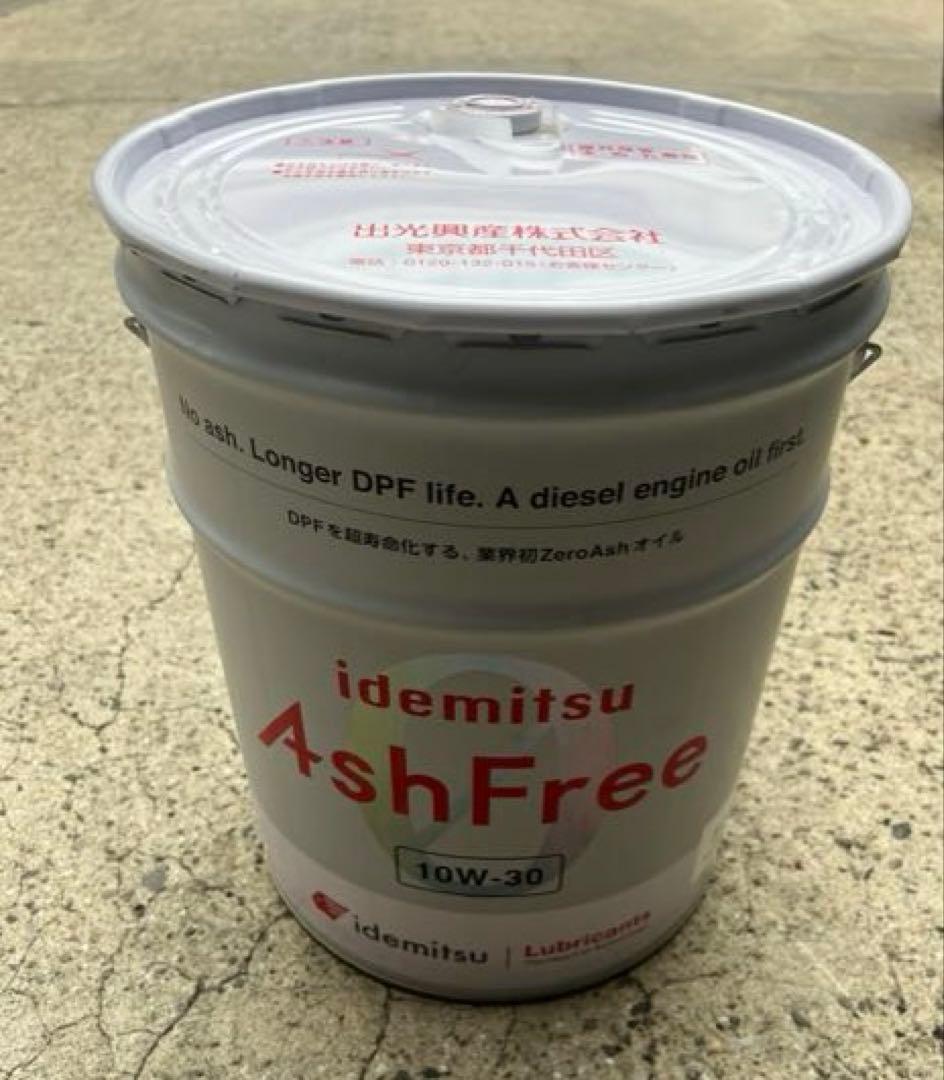 出光興産株式会社
東京都千代田区
No ash. Longer DPF life. A diesel engine oil first.
DPFを超寿命化する、業界初ZeroAshオイル
idemitsu
AshFree
10W-30
idemitsu | Lubricants